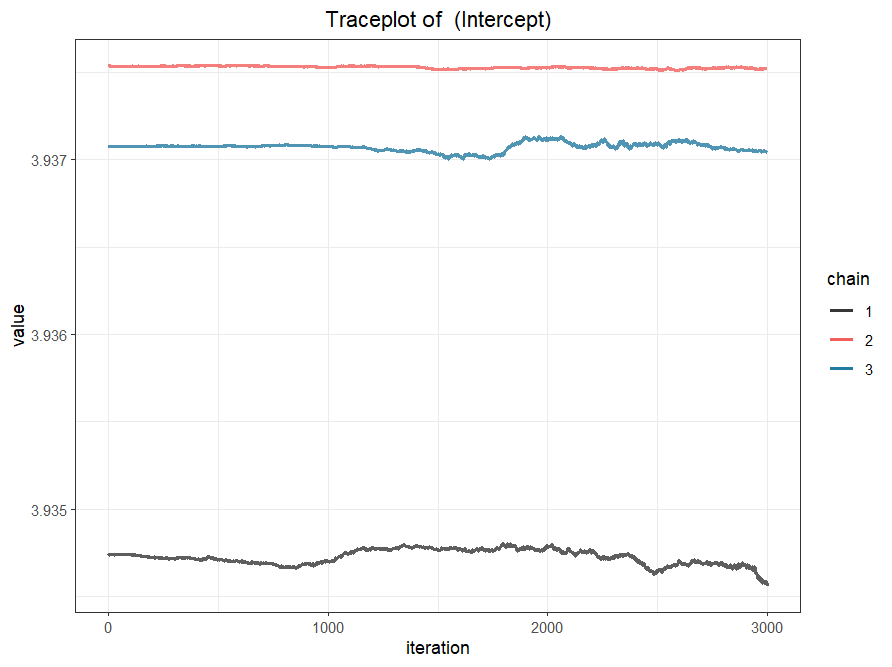 Traceplot of  (Intercept)
3.937
3.936
3.935
value
0
1000
2000
3000
iteration
chain
1
2
3